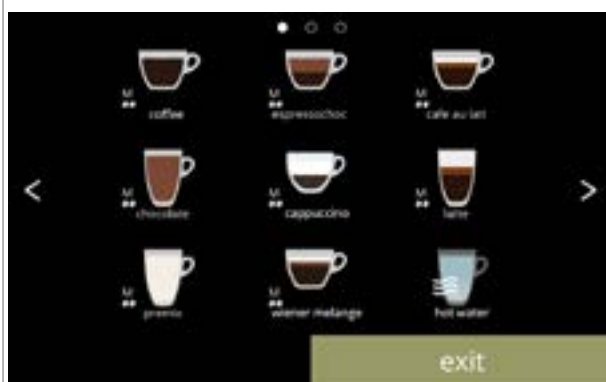 M
coffee
M
espressochoc
M
cafe au lait
M
chocolate
M
cappuccino
M
latte
M
premix
M
wiener melange
hot water
<
>
exit